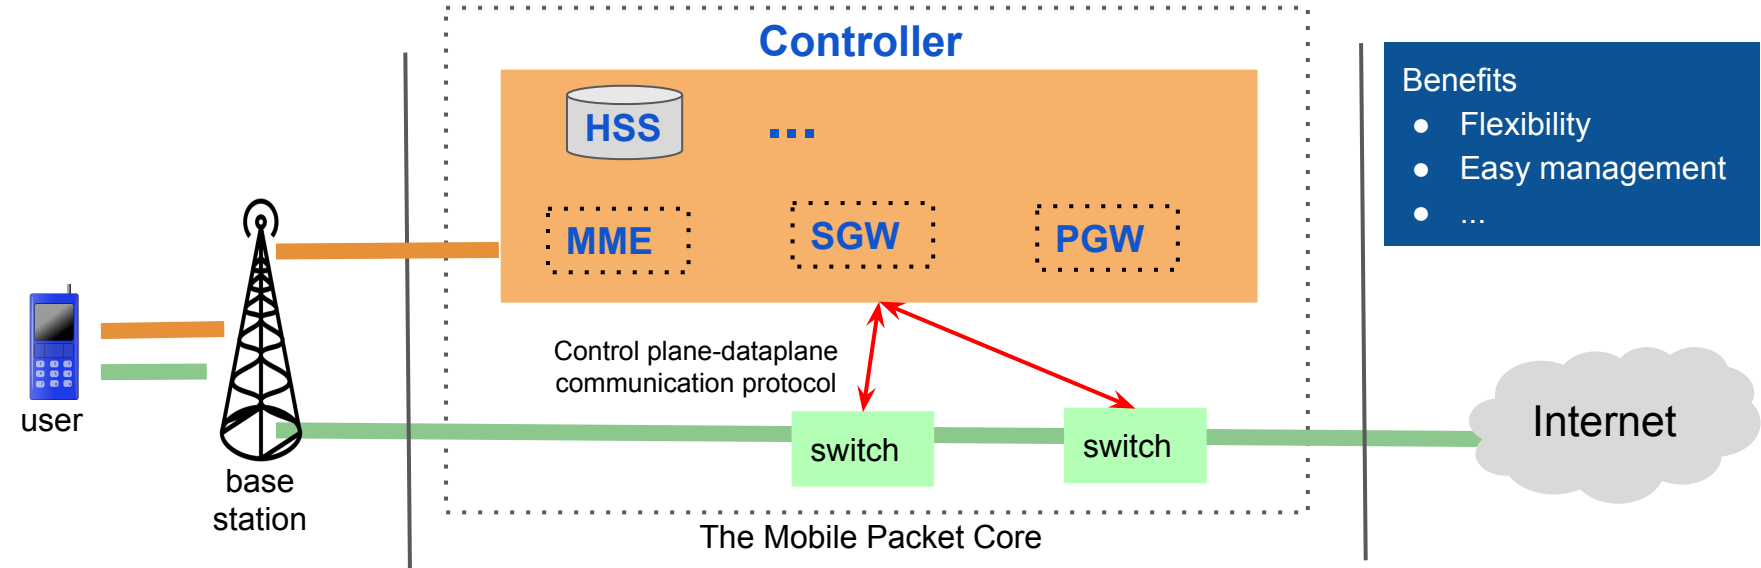 Controller
HSS
...
MME
SGW
PGW
Control plane-dataplane
communication protocol
user
base
station
switch
switch
Internet
The Mobile Packet Core
Benefits
● Flexibility
● Easy management
● ...